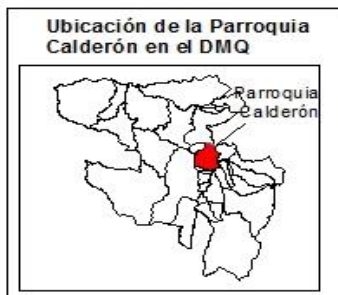 Ubicación de la Parroquia
Calderón en el DMQ
Parroquia
Calderón